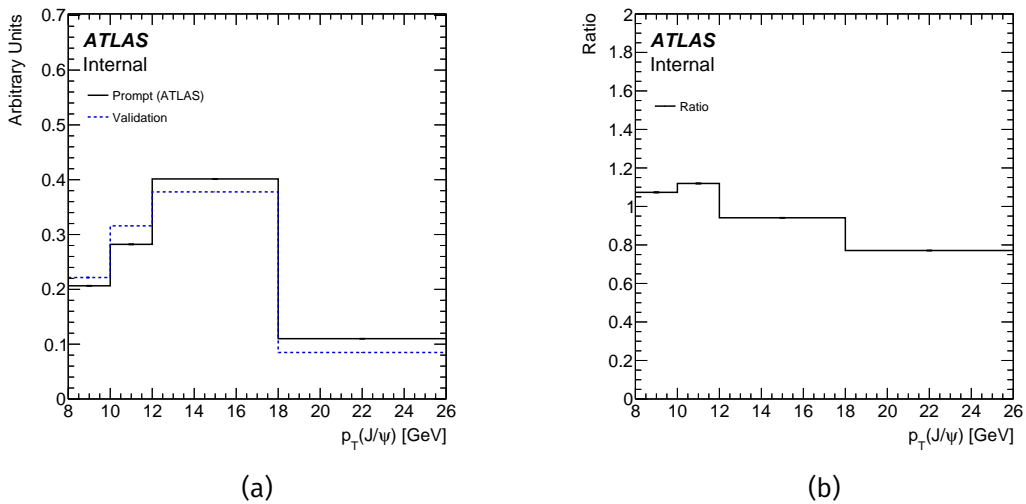 Arbitrary Units
0.7
0.6
0.5
0.4
0.3
0.2
0.1
0
ATLAS
Internal
Prompt (ATLAS)
Validation
8 10 12 14 16 18 20 22 24 26
p_T(J/ψ) [GeV]
(a)
Ratio
2
1.8
1.6
1.4
1.2
1
0.8
0.6
0.4
0.2
0
ATLAS
Internal
Ratio
8 10 12 14 16 18 20 22 24 26
p_T(J/ψ) [GeV]
(b)